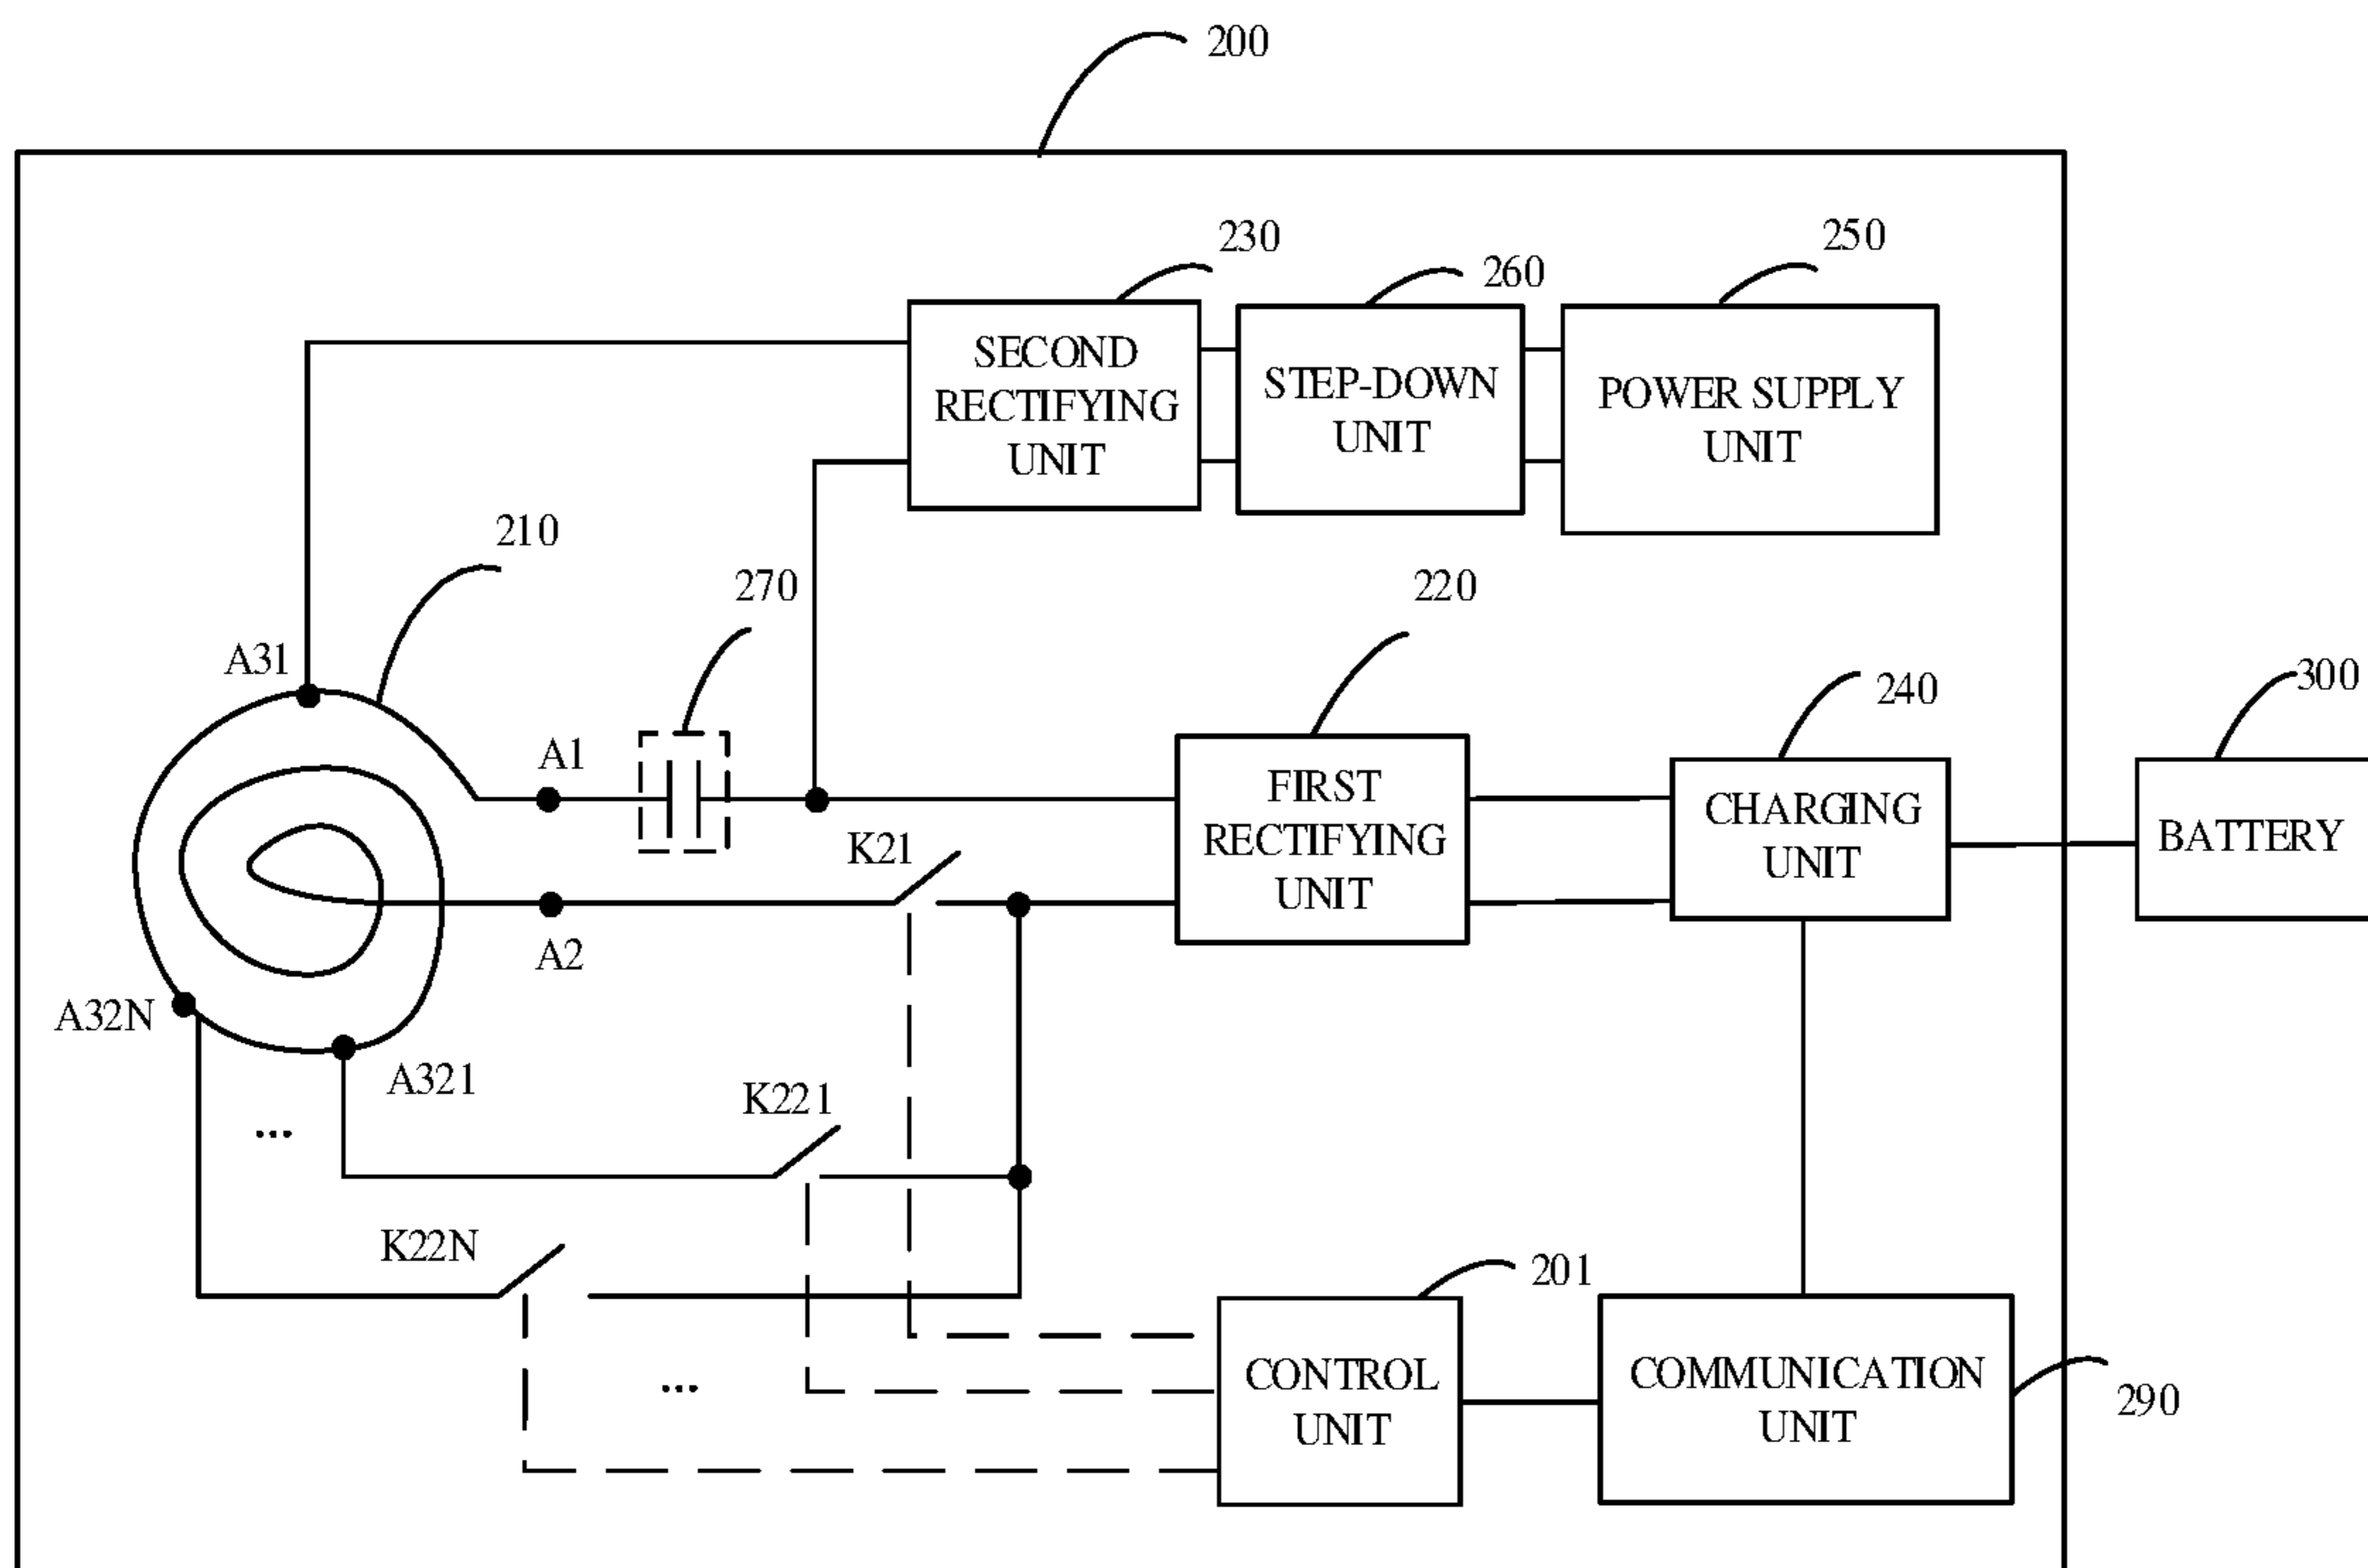 200
230
260
250
SECOND
RECTIFYING
UNIT
STEP-DOWN
UNIT
POWER SUPPLY
UNIT
210
270
220
A31
240
300
A1
FIRST
RECTIFYING
UNIT
CHARGING
UNIT
BATTERY
K21
A2
A32N
A321
...
K221
K22N
201
...
CONTROL
UNIT
COMMUNICATION
UNIT
290